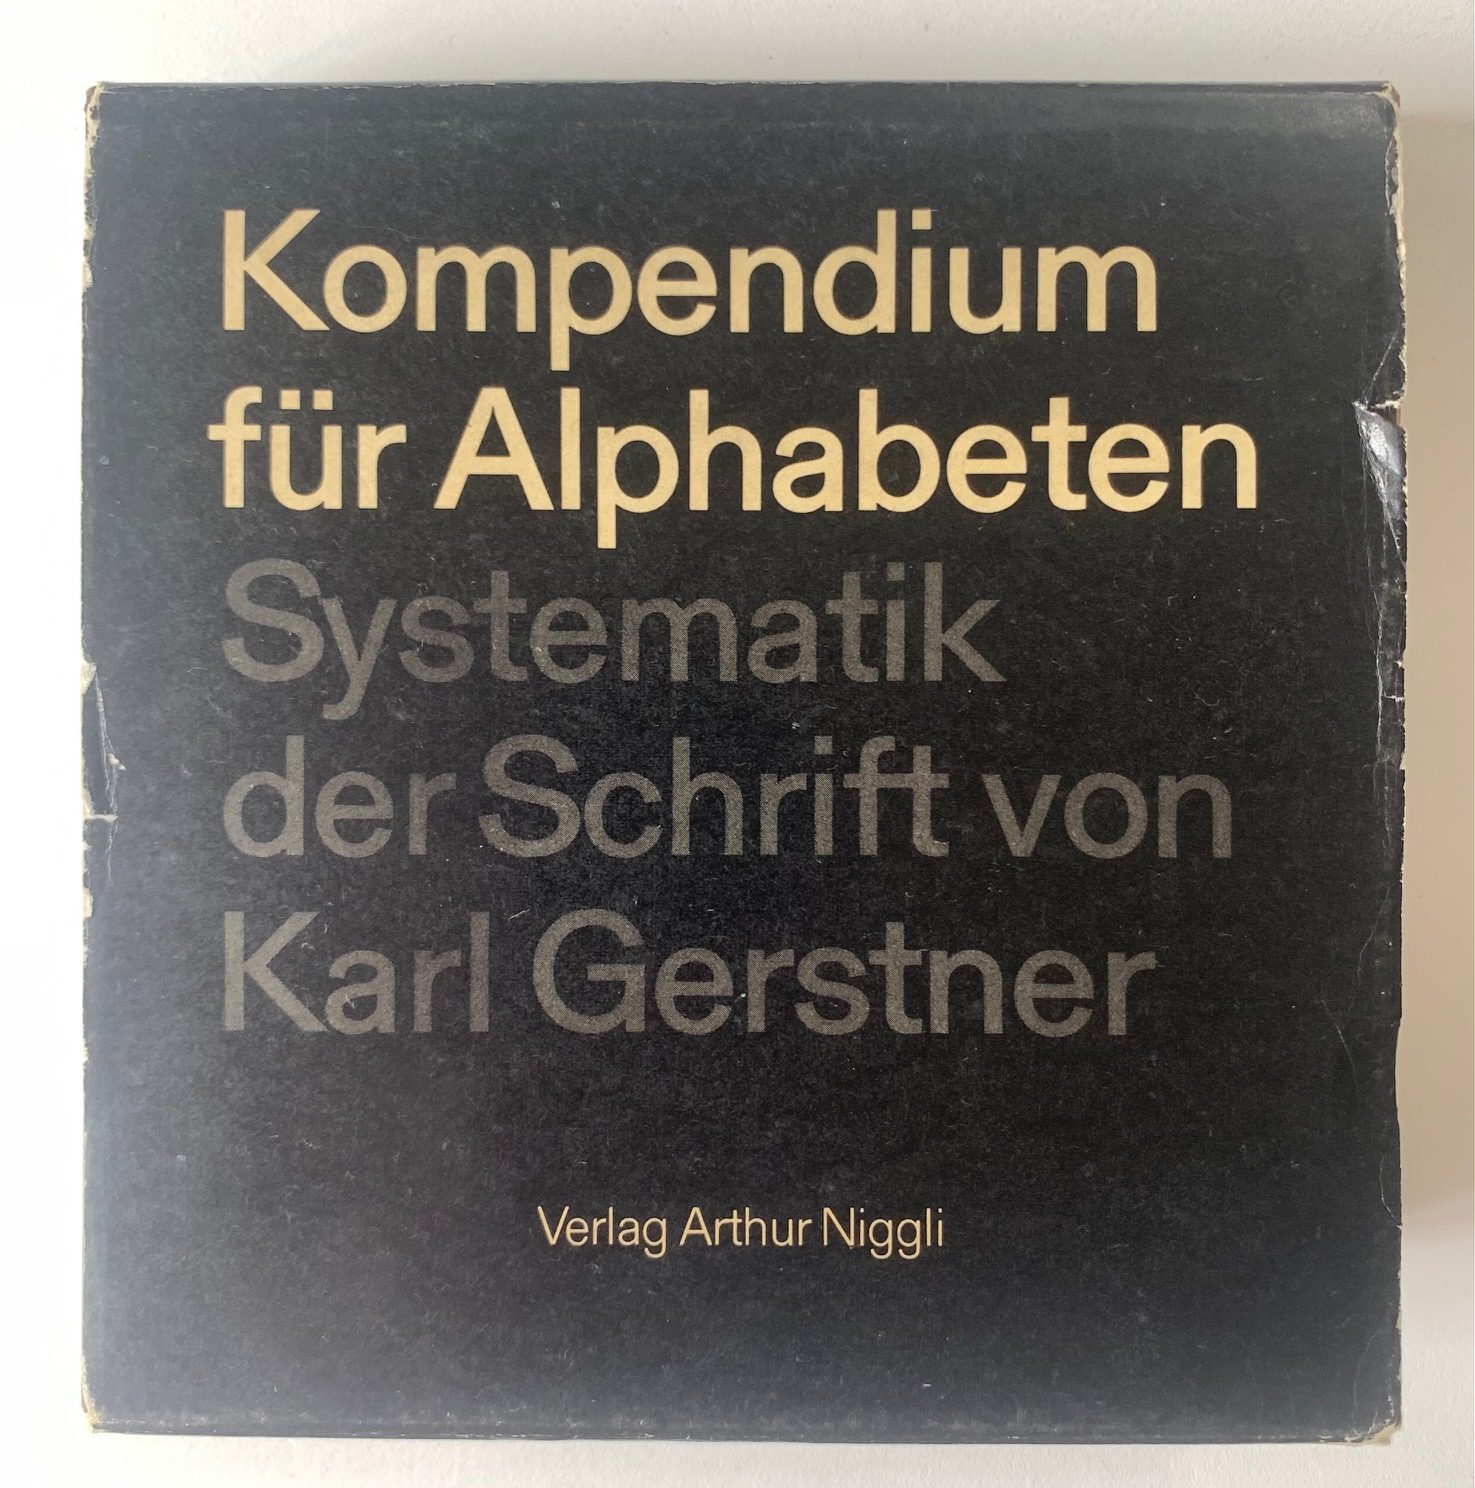 Kompendium
für Alphabeten
Systematik
der Schrift von
Karl Gerstner
Verlag Arthur Niggli